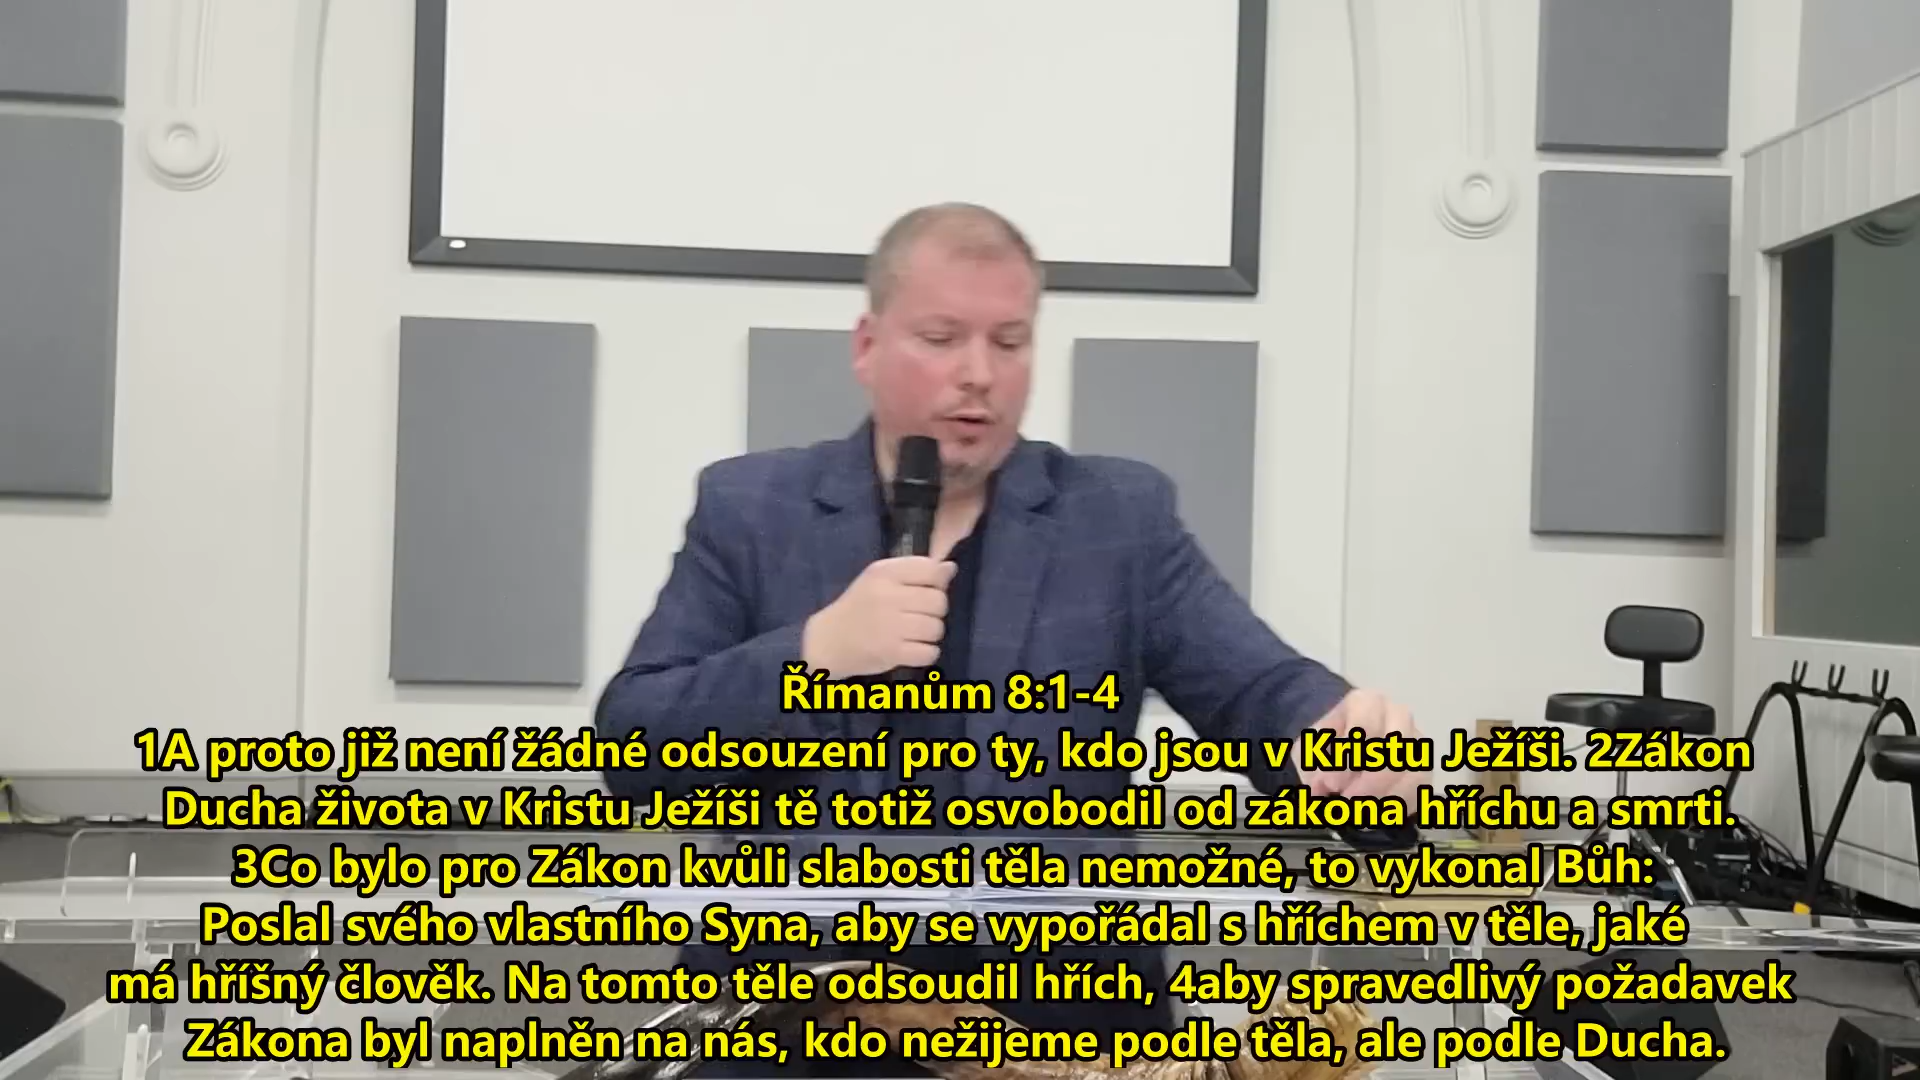 Římanům 8:1-4
1A proto již není žádné odsouzení pro ty, kdo jsou v Kristu Ježíši. 2Zákon
Ducha života v Kristu Ježíši tě totiž osvobodil od zákona hříchu a smrti.
3Co bylo pro Zákon kvůli slabosti těla nemožné, to vykonal Bůh:
Poslal svého vlastního Syna, aby se vypořádal s hříchem v těle, jaké
má hříšný člověk. Na tomto těle odsoudil hřích, 4aby spravedlivý požadavek
Zákona byl naplněn na nás, kdo nežijeme podle těla, ale podle Ducha.